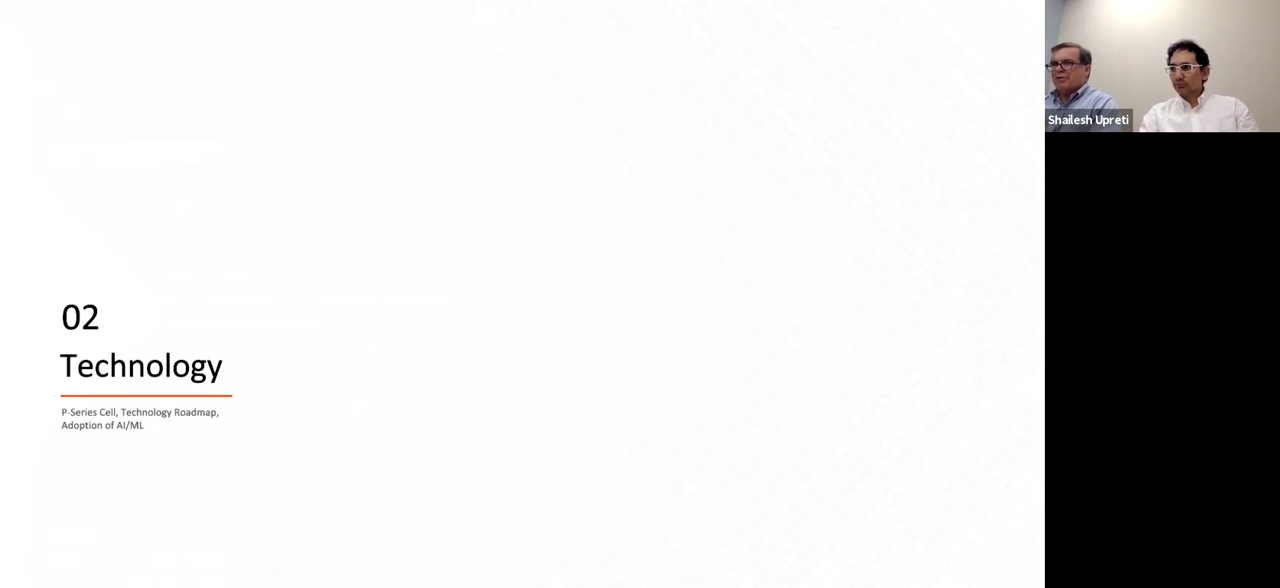 02
Technology
P-Series Cell, Technology Roadmap,
Adoption of AI/ML
Shailesh Upreti